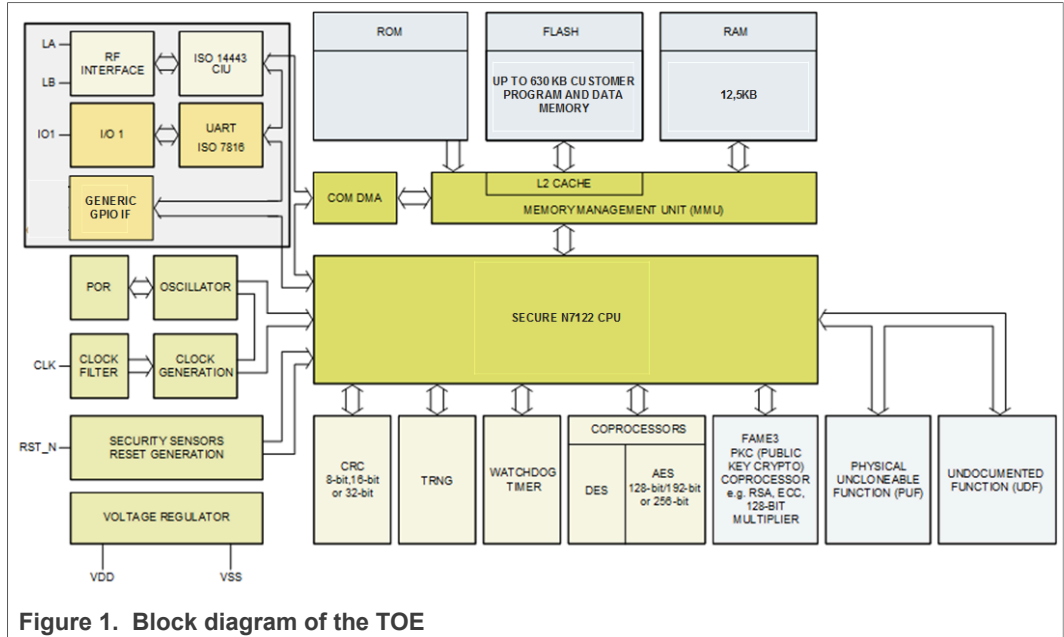 LA
LB
RF
INTERFACE
ISO 14443
CIU
IO1
I/O 1
UART
ISO 7816
GENERIC
GPIO IF
ROM
FLASH
UP TO 630 KB CUSTOMER
PROGRAM AND DATA
MEMORY
RAM
12,5KB
COM DMA
L2 CACHE
MEMORY MANAGEMENT UNIT (MMU)
POR
OSCILLATOR
CLK
CLOCK
FILTER
CLOCK
GENERATION
SECURE N7122 CPU
RST_N
SECURITY SENSORS
RESET GENERATION
VOLTAGE REGULATOR
VDD
VSS
CRC
8-bit,16-bit
or 32-bit
TRNG
WATCHDOG
TIMER
COPROCESSORS
DES
AES
128-bit/192-bit
or 256-bit
FAME3
PKC (PUBLIC
KEY CRYPTO)
COPROCESSOR
e.g. RSA, ECC,
128-BIT
MULTIPLIER
PHYSICAL
UNCLONEABLE
FUNCTION (PUF)
UNDOCUMENTED
FUNCTION (UDF)
Figure 1. Block diagram of the TOE